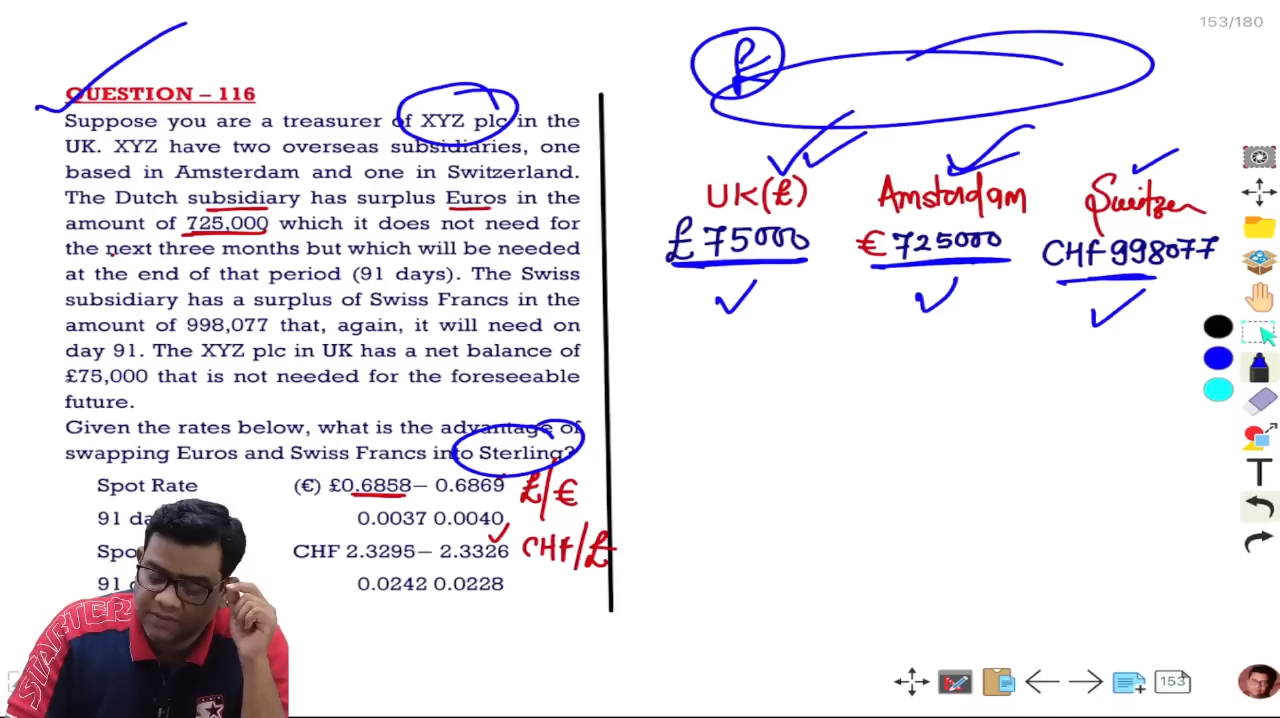 153/180
QUESTION – 116
Suppose you are a treasurer of XYZ plc in the
UK. XYZ have two overseas subsidiaries, one
based in Amsterdam and one in Switzerland.
The Dutch subsidiary has surplus Euros in the
amount of 725,000 which it does not need for
the next three months but which will be needed
at the end of that period (91 days). The Swiss
subsidiary has a surplus of Swiss Francs in the
amount of 998,077 that, again, it will need on
day 91. The XYZ plc in UK has a net balance of
£75,000 that is not needed for the foreseeable
future.
Given the rates below, what is the advantage of
swapping Euros and Swiss Francs into Sterling?
Spot Rate (€) £0.6858– 0.6869 £/€
91 0.0037 0.0040
CHF 2.3295– 2.3326 CHF/£
91 0.0242 0.0228
£
UK(£) Amsterdam Switzer
£75000 €725000 CHF998077
STARTER
T
153